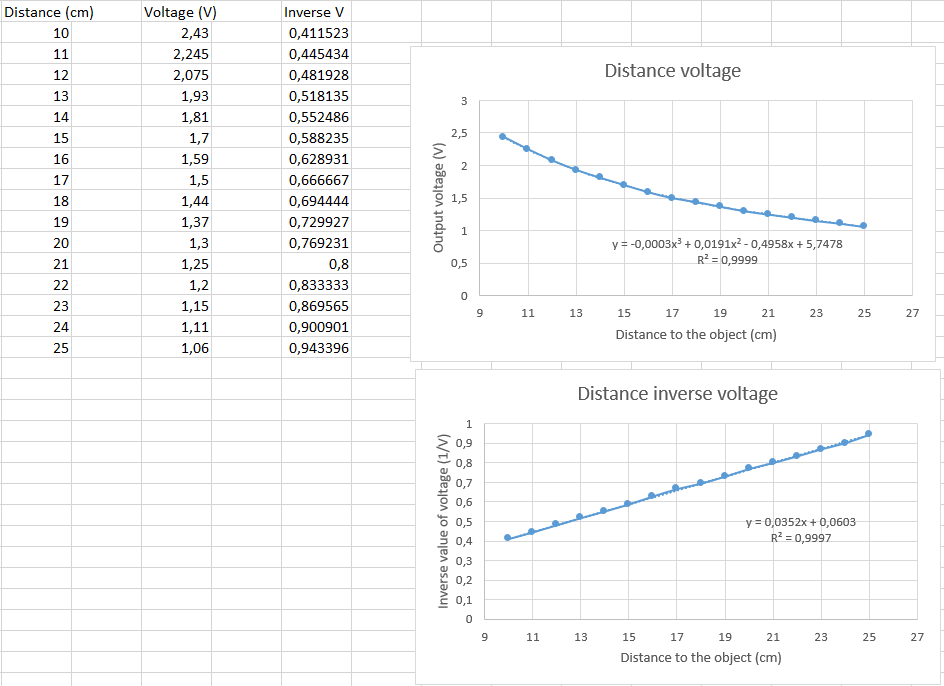 Distance (cm) Voltage (V) Inverse V
10 2,43 0,411523
11 2,245 0,445434
12 2,075 0,481928
13 1,93 0,518135
14 1,81 0,552486
15 1,7 0,588235
16 1,59 0,628931
17 1,5 0,666667
18 1,44 0,694444
19 1,37 0,729927
20 1,3 0,769231
21 1,25 0,8
22 1,2 0,833333
23 1,15 0,869565
24 1,11 0,900901
25 1,06 0,943396
Distance voltage
Output voltage (V)
3
2,5
2
1,5
1
0,5
0
y = -0,0003x³ + 0,0191x² - 0,4958x + 5,7478
R² = 0,9999
9 11 13 15 17 19 21 23 25 27
Distance to the object (cm)
Distance inverse voltage
Inverse value of voltage (1/V)
1
0,9
0,8
0,7
0,6
0,5
0,4
0,3
0,2
0,1
0
y = 0,0352x + 0,0603
R² = 0,9997
9 11 13 15 17 19 21 23 25 27
Distance to the object (cm)